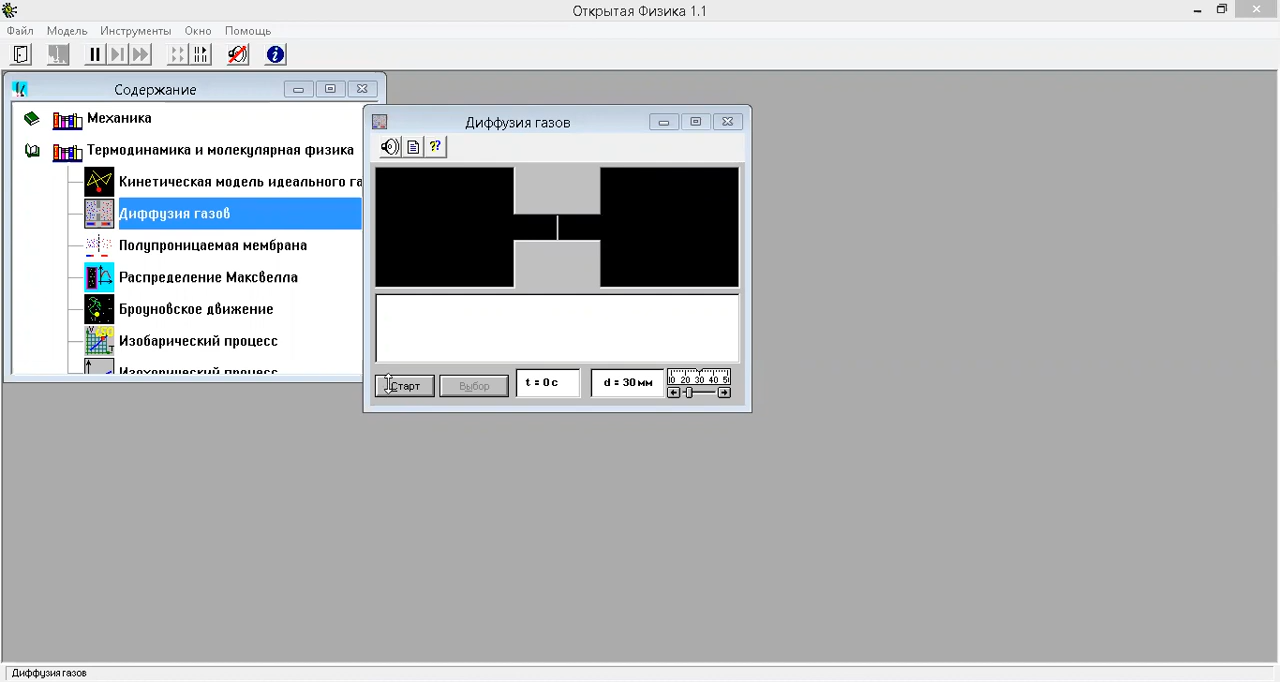 Открытая Физика 1.1
Файл Модель Инструменты Окно Помощь
Содержание
Механика
Термодинамика и молекулярная физика
Кинетическая модель идеального га
Диффузия газов
Полупроницаемая мембрана
Распределение Максвелла
Броуновское движение
Изобарический процесс
Изохорический процесс
Диффузия газов
??
Старт Выбор t = 0 с d = 30 мм
20 30 40
Диффузия газов